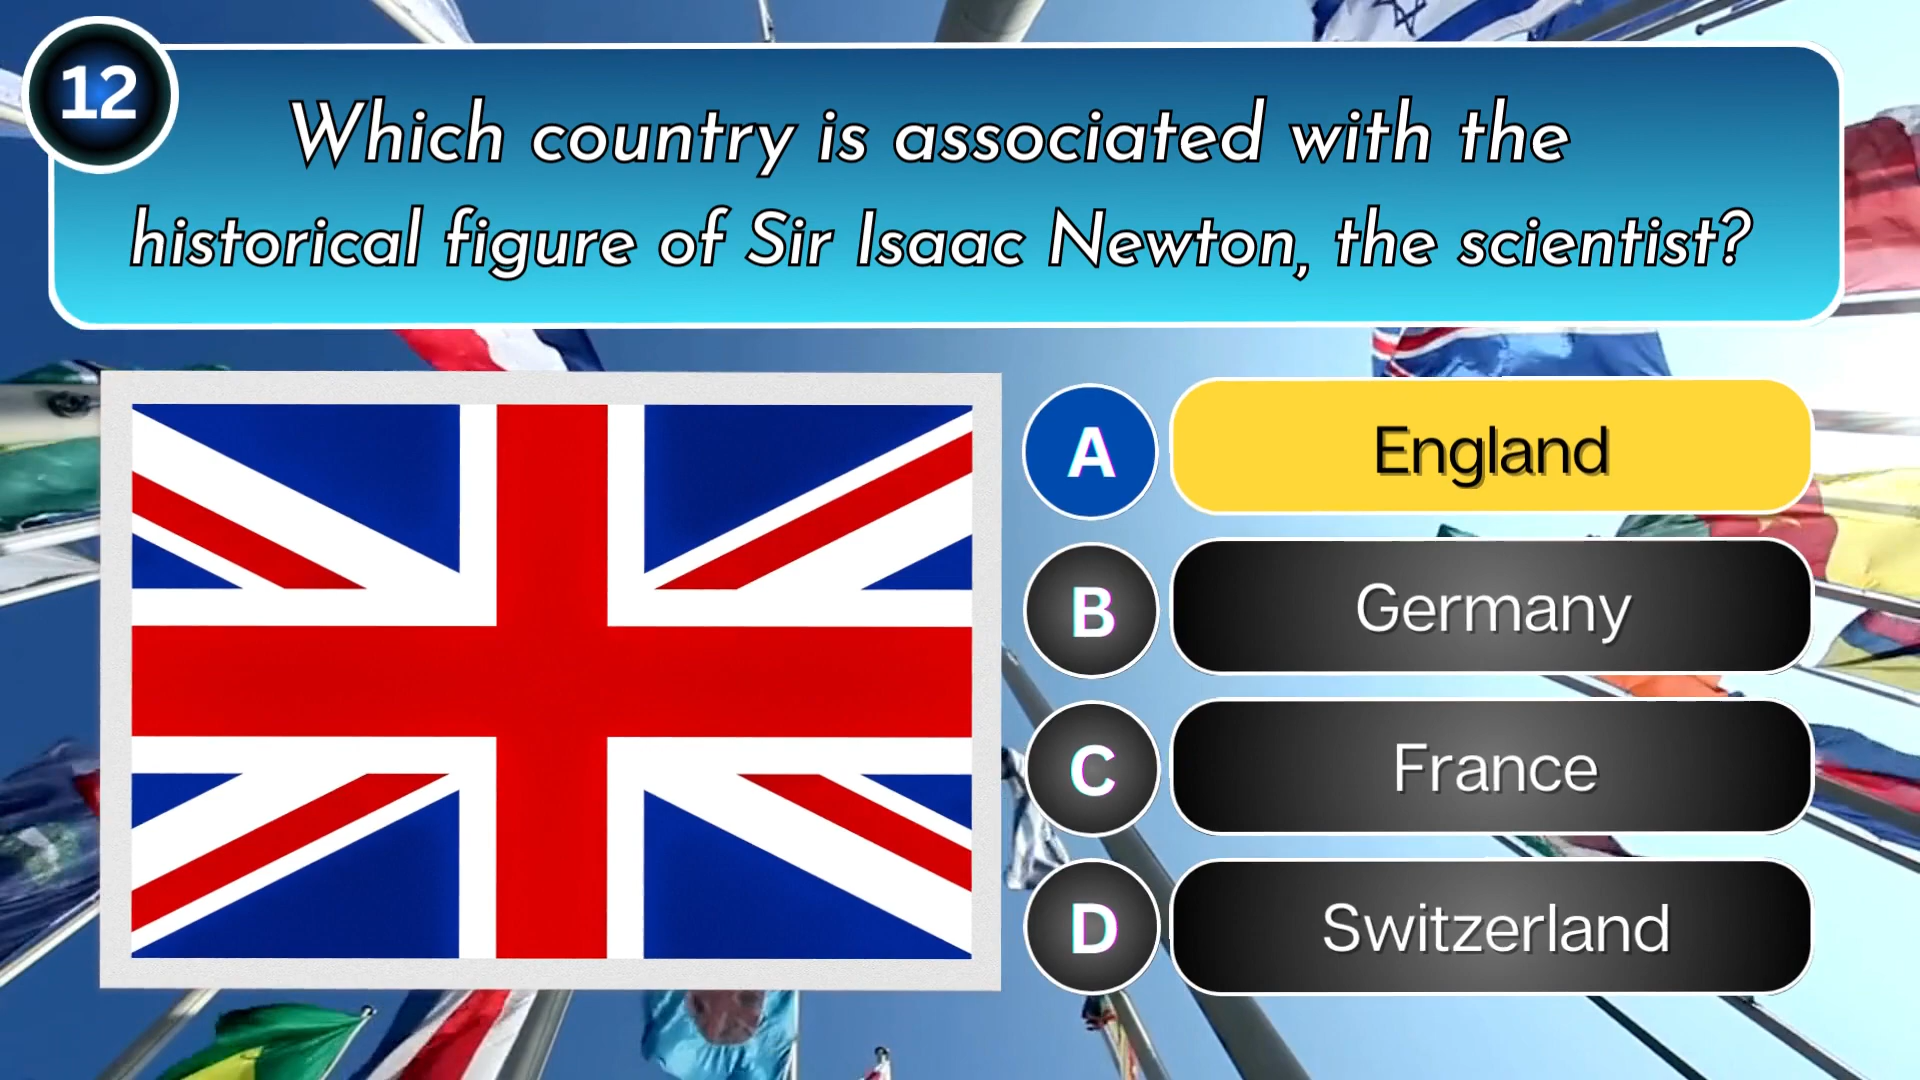 12
Which country is associated with the
historical figure of Sir Isaac Newton, the scientist?
A England
B Germany
C France
D Switzerland